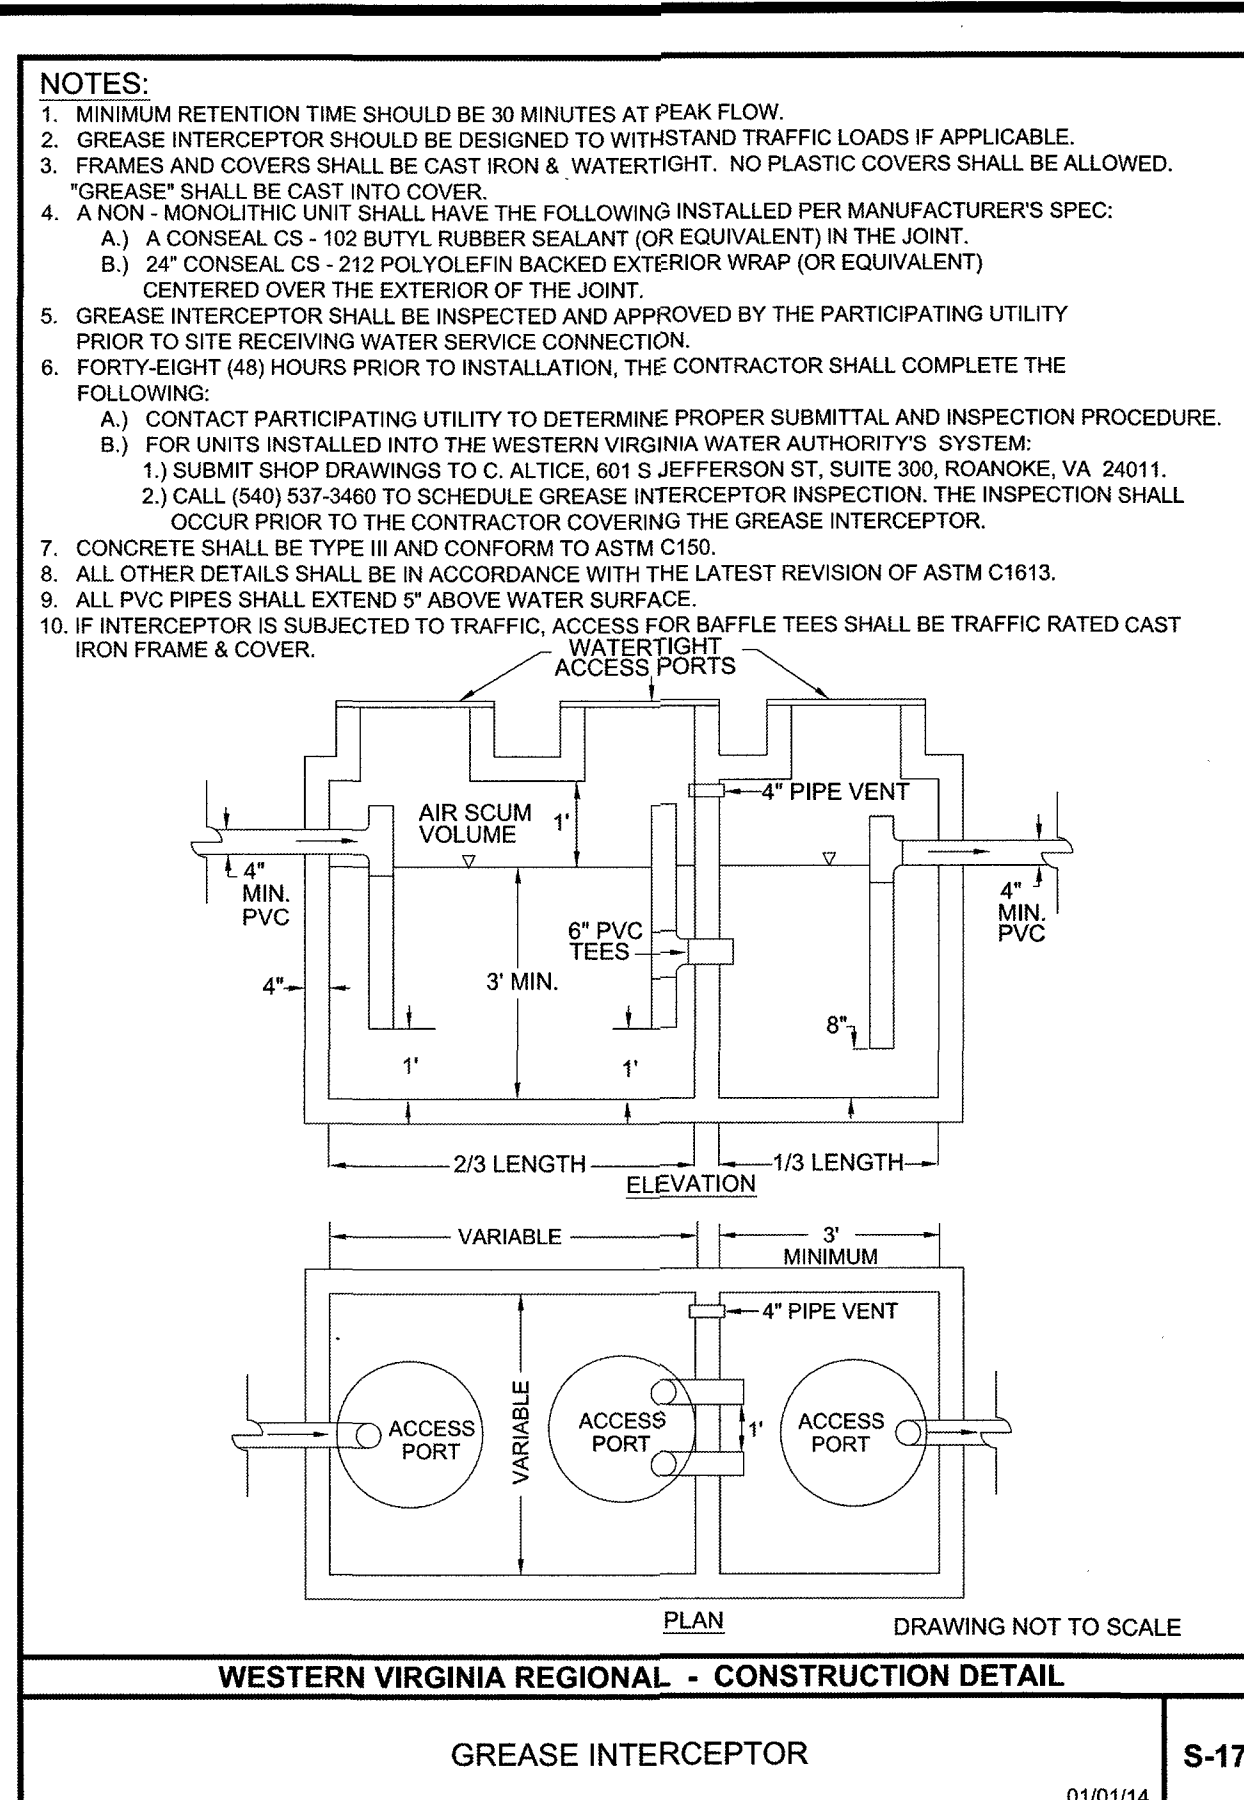 NOTES:
1. MINIMUM RETENTION TIME SHOULD BE 30 MINUTES AT PEAK FLOW.
2. GREASE INTERCEPTOR SHOULD BE DESIGNED TO WITHSTAND TRAFFIC LOADS IF APPLICABLE.
3. FRAMES AND COVERS SHALL BE CAST IRON & WATERTIGHT. NO PLASTIC COVERS SHALL BE ALLOWED.
"GREASE" SHALL BE CAST INTO COVER.
4. A NON - MONOLITHIC UNIT SHALL HAVE THE FOLLOWING INSTALLED PER MANUFACTURER'S SPEC:
A.) A CONSEAL CS - 102 BUTYL RUBBER SEALANT (OR EQUIVALENT) IN THE JOINT.
B.) 24" CONSEAL CS - 212 POLYOLEFIN BACKED EXTERIOR WRAP (OR EQUIVALENT)
CENTERED OVER THE EXTERIOR OF THE JOINT.
5. GREASE INTERCEPTOR SHALL BE INSPECTED AND APPROVED BY THE PARTICIPATING UTILITY
PRIOR TO SITE RECEIVING WATER SERVICE CONNECTION.
6. FORTY-EIGHT (48) HOURS PRIOR TO INSTALLATION, THE CONTRACTOR SHALL COMPLETE THE
FOLLOWING:
A.) CONTACT PARTICIPATING UTILITY TO DETERMINE PROPER SUBMITTAL AND INSPECTION PROCEDURE.
B.) FOR UNITS INSTALLED INTO THE WESTERN VIRGINIA WATER AUTHORITY'S SYSTEM:
1.) SUBMIT SHOP DRAWINGS TO C. ALTICE, 601 S JEFFERSON ST, SUITE 300, ROANOKE, VA 24011.
2.) CALL (540) 537-3460 TO SCHEDULE GREASE INTERCEPTOR INSPECTION. THE INSPECTION SHALL
OCCUR PRIOR TO THE CONTRACTOR COVERING THE GREASE INTERCEPTOR.
7. CONCRETE SHALL BE TYPE III AND CONFORM TO ASTM C150.
8. ALL OTHER DETAILS SHALL BE IN ACCORDANCE WITH THE LATEST REVISION OF ASTM C1613.
9. ALL PVC PIPES SHALL EXTEND 5" ABOVE WATER SURFACE.
10. IF INTERCEPTOR IS SUBJECTED TO TRAFFIC, ACCESS FOR BAFFLE TEES SHALL BE TRAFFIC RATED CAST
IRON FRAME & COVER.
WATERTIGHT
ACCESS PORTS
4" PIPE VENT
AIR SCUM
VOLUME
1'
4"
MIN.
PVC
4"
MIN.
PVC
6" PVC
TEES
4"
3' MIN.
8"
1'
1'
2/3 LENGTH
1/3 LENGTH
ELEVATION
VARIABLE
3'
MINIMUM
4" PIPE VENT
VARIABLE
ACCESS
PORT
ACCESS
PORT
1'
ACCESS
PORT
PLAN
DRAWING NOT TO SCALE
WESTERN VIRGINIA REGIONAL - CONSTRUCTION DETAIL
GREASE INTERCEPTOR
S-17
01/01/14